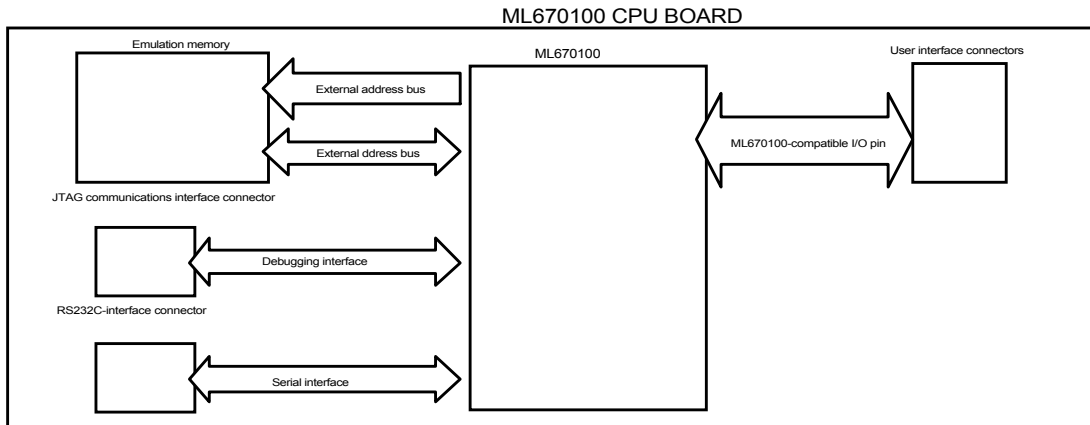 ML670100 CPU BOARD
Emulation memory
ML670100
User interface connectors
External address bus
ML670100-compatible I/O pin
External ddress bus
JTAG communications interface connector
Debugging interface
RS232C-interface connector
Serial interface